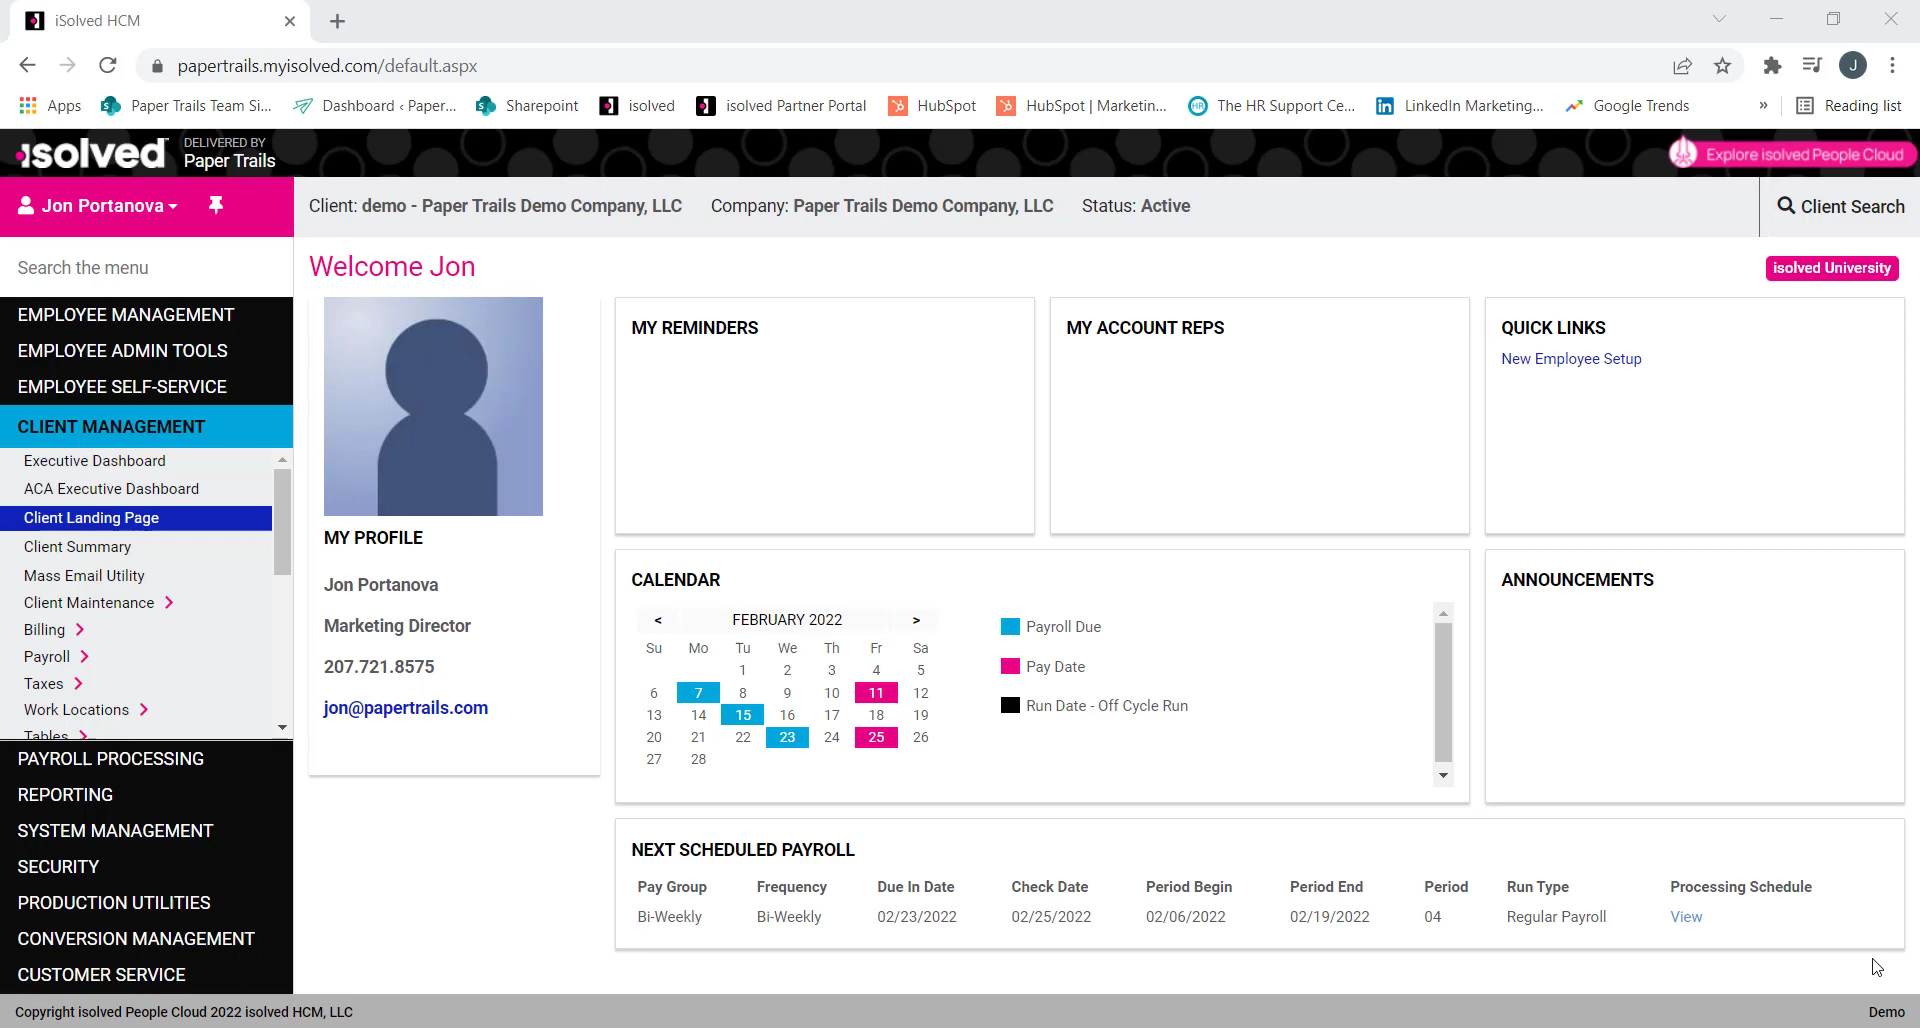 iSolved HCM
papertrails.myisolved.com/default.aspx
J
Apps
Paper Trails Team Si...
Dashboard ‹ Paper...
Sharepoint
isolved
isolved Partner Portal
HubSpot
HubSpot | Marketin...
The HR Support Ce...
LinkedIn Marketing...
Google Trends
»
Reading list
isolved DELIVERED BY
Paper Trails
Explore isolved People Cloud
Jon Portanova
Client: demo - Paper Trails Demo Company, LLC Company: Paper Trails Demo Company, LLC Status: Active
Client Search
Search the menu
EMPLOYEE MANAGEMENT
EMPLOYEE ADMIN TOOLS
EMPLOYEE SELF-SERVICE
CLIENT MANAGEMENT
Executive Dashboard
ACA Executive Dashboard
Client Landing Page
Client Summary
Mass Email Utility
Client Maintenance
Billing
Payroll
Taxes
Work Locations
Tables
PAYROLL PROCESSING
REPORTING
SYSTEM MANAGEMENT
SECURITY
PRODUCTION UTILITIES
CONVERSION MANAGEMENT
CUSTOMER SERVICE
Welcome Jon
isolved University
MY PROFILE
Jon Portanova
Marketing Director
207.721.8575
jon@papertrails.com
MY REMINDERS
MY ACCOUNT REPS
QUICK LINKS
New Employee Setup
CALENDAR
< FEBRUARY 2022 >
Su Mo Tu We Th Fr Sa
1 2 3 4 5
6 7 8 9 10 11 12
13 14 15 16 17 18 19
20 21 22 23 24 25 26
27 28
Payroll Due
Pay Date
Run Date - Off Cycle Run
ANNOUNCEMENTS
NEXT SCHEDULED PAYROLL
Pay Group Frequency Due In Date Check Date Period Begin Period End Period Run Type Processing Schedule
Bi-Weekly Bi-Weekly 02/23/2022 02/25/2022 02/06/2022 02/19/2022 04 Regular Payroll View
Copyright isolved People Cloud 2022 isolved HCM, LLC
Demo